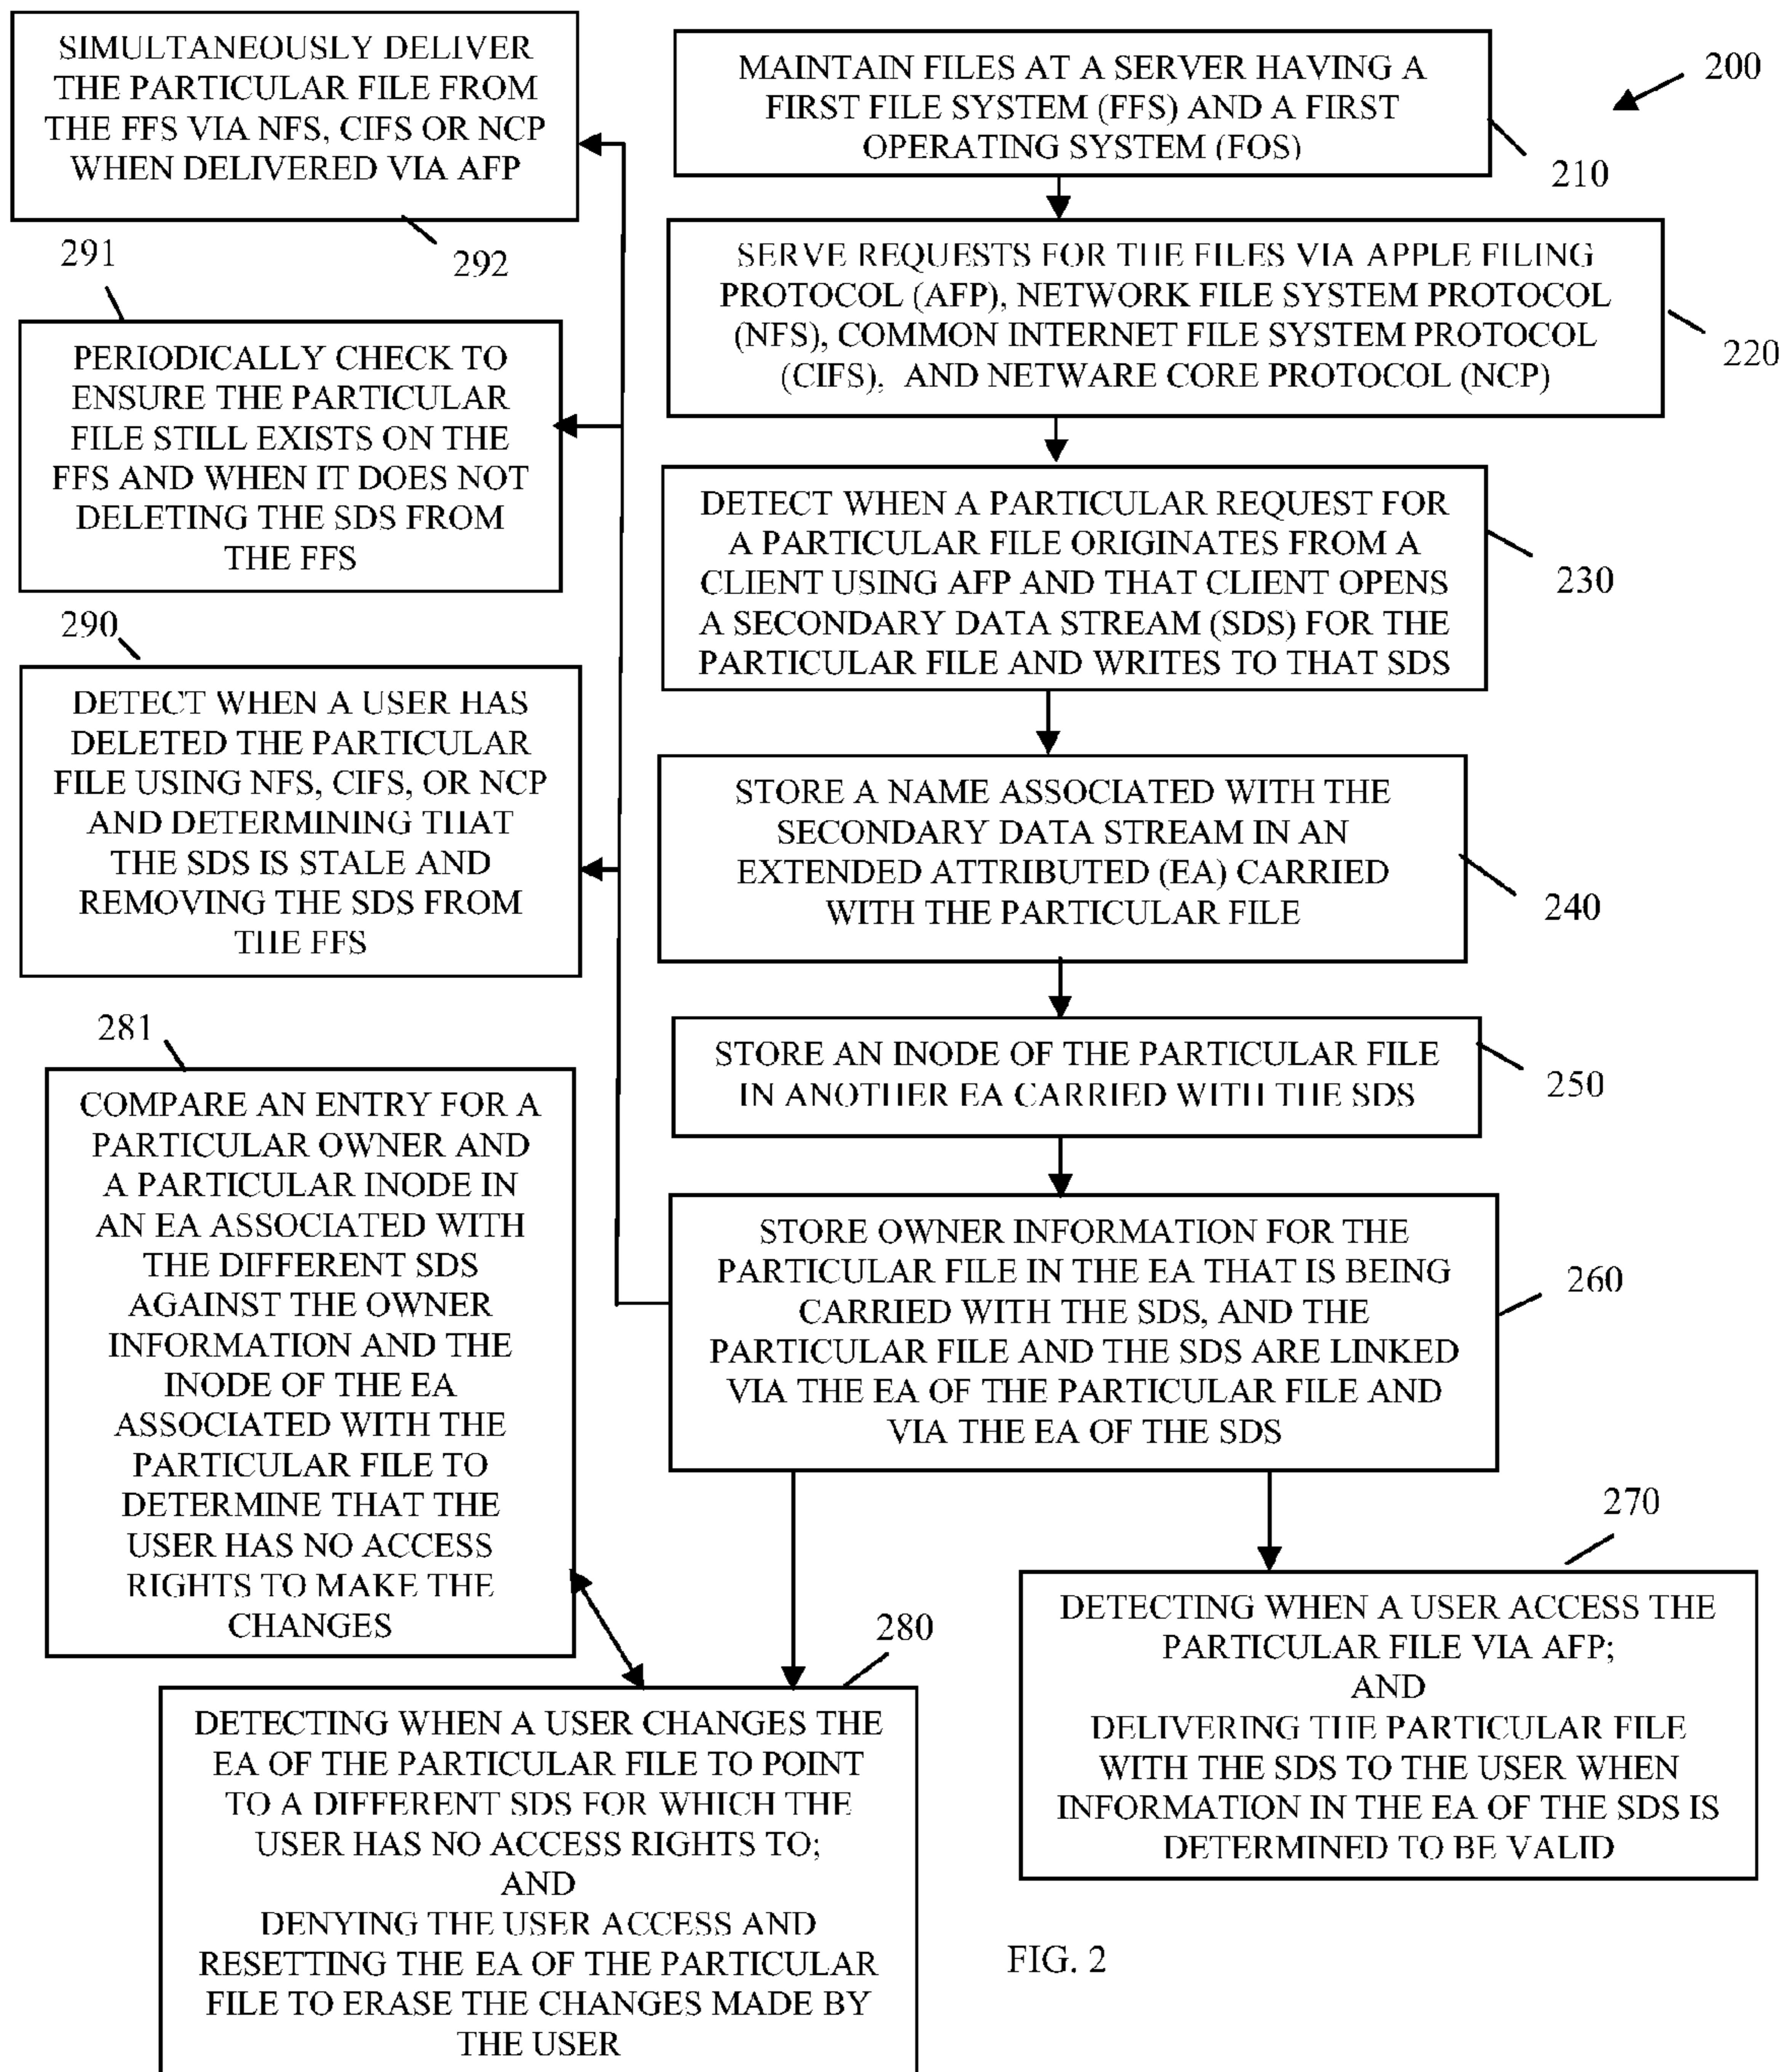 200
MAINTAIN FILES AT A SERVER HAVING A
FIRST FILE SYSTEM (FFS) AND A FIRST
OPERATING SYSTEM (FOS)
210
SERVE REQUESTS FOR THE FILES VIA APPLE FILING
PROTOCOL (AFP), NETWORK FILE SYSTEM PROTOCOL
(NFS), COMMON INTERNET FILE SYSTEM PROTOCOL
(CIFS), AND NETWARE CORE PROTOCOL (NCP)
220
DETECT WHEN A PARTICULAR REQUEST FOR
A PARTICULAR FILE ORIGINATES FROM A
CLIENT USING AFP AND THAT CLIENT OPENS
A SECONDARY DATA STREAM (SDS) FOR THE
PARTICULAR FILE AND WRITES TO THAT SDS
230
STORE A NAME ASSOCIATED WITH THE
SECONDARY DATA STREAM IN AN
EXTENDED ATTRIBUTED (EA) CARRIED
WITH THE PARTICULAR FILE
240
STORE AN INODE OF THE PARTICULAR FILE
IN ANOTHER EA CARRIED WITH THE SDS
250
STORE OWNER INFORMATION FOR THE
PARTICULAR FILE IN THE EA THAT IS BEING
CARRIED WITH THE SDS, AND THE
PARTICULAR FILE AND THE SDS ARE LINKED
VIA THE EA OF THE PARTICULAR FILE AND
VIA THE EA OF THE SDS
260
270
DETECTING WHEN A USER ACCESS THE
PARTICULAR FILE VIA AFP;
AND
DELIVERING THE PARTICULAR FILE
WITH THE SDS TO THE USER WHEN
INFORMATION IN THE EA OF THE SDS IS
DETERMINED TO BE VALID
280
DETECTING WHEN A USER CHANGES THE
EA OF THE PARTICULAR FILE TO POINT
TO A DIFFERENT SDS FOR WHICH THE
USER HAS NO ACCESS RIGHTS TO;
AND
DENYING THE USER ACCESS AND
RESETTING THE EA OF THE PARTICULAR
FILE TO ERASE THE CHANGES MADE BY
THE USER
281
COMPARE AN ENTRY FOR A
PARTICULAR OWNER AND
A PARTICULAR INODE IN
AN EA ASSOCIATED WITH
THE DIFFERENT SDS
AGAINST THE OWNER
INFORMATION AND THE
INODE OF THE EA
ASSOCIATED WITH THE
PARTICULAR FILE TO
DETERMINE THAT THE
USER HAS NO ACCESS
RIGHTS TO MAKE THE
CHANGES
290
DETECT WHEN A USER HAS
DELETED THE PARTICULAR
FILE USING NFS, CIFS, OR NCP
AND DETERMINING THAT
THE SDS IS STALE AND
REMOVING THE SDS FROM
THE FFS
291
PERIODICALLY CHECK TO
ENSURE THE PARTICULAR
FILE STILL EXISTS ON THE
FFS AND WHEN IT DOES NOT
DELETING THE SDS FROM
THE FFS
SIMULTANEOUSLY DELIVER
THE PARTICULAR FILE FROM
THE FFS VIA NFS, CIFS OR NCP
WHEN DELIVERED VIA AFP
292
FIG. 2